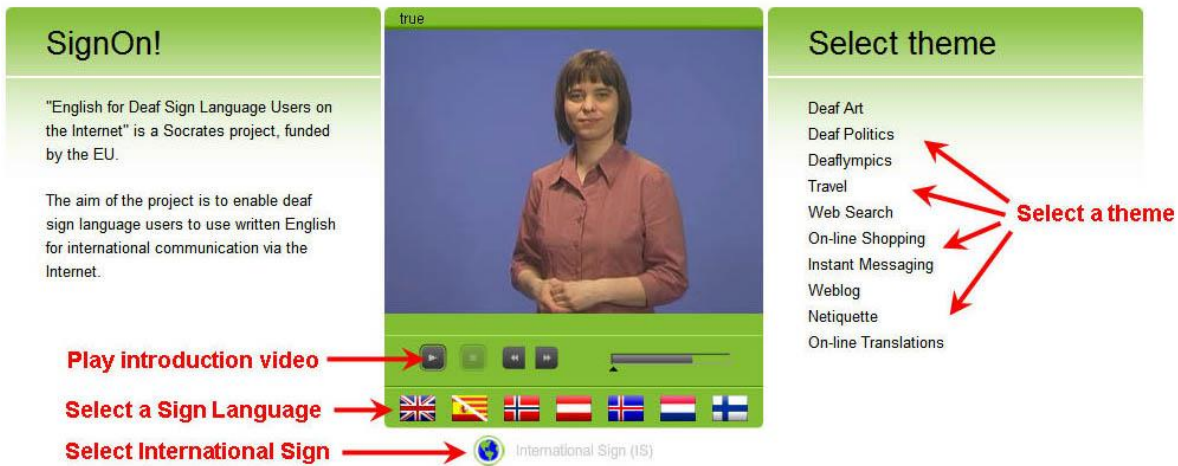 SignOn!
"English for Deaf Sign Language Users on
the Internet" is a Socrates project, funded
by the EU.
The aim of the project is to enable deaf
sign language users to use written English
for international communication via the
Internet.
Play introduction video
Select a Sign Language
Select International Sign
true
International Sign (IS)
Select theme
Deaf Art
Deaf Politics
Deaflympics
Travel
Web Search
On-line Shopping
Instant Messaging
Weblog
Netiquette
On-line Translations
Select a theme